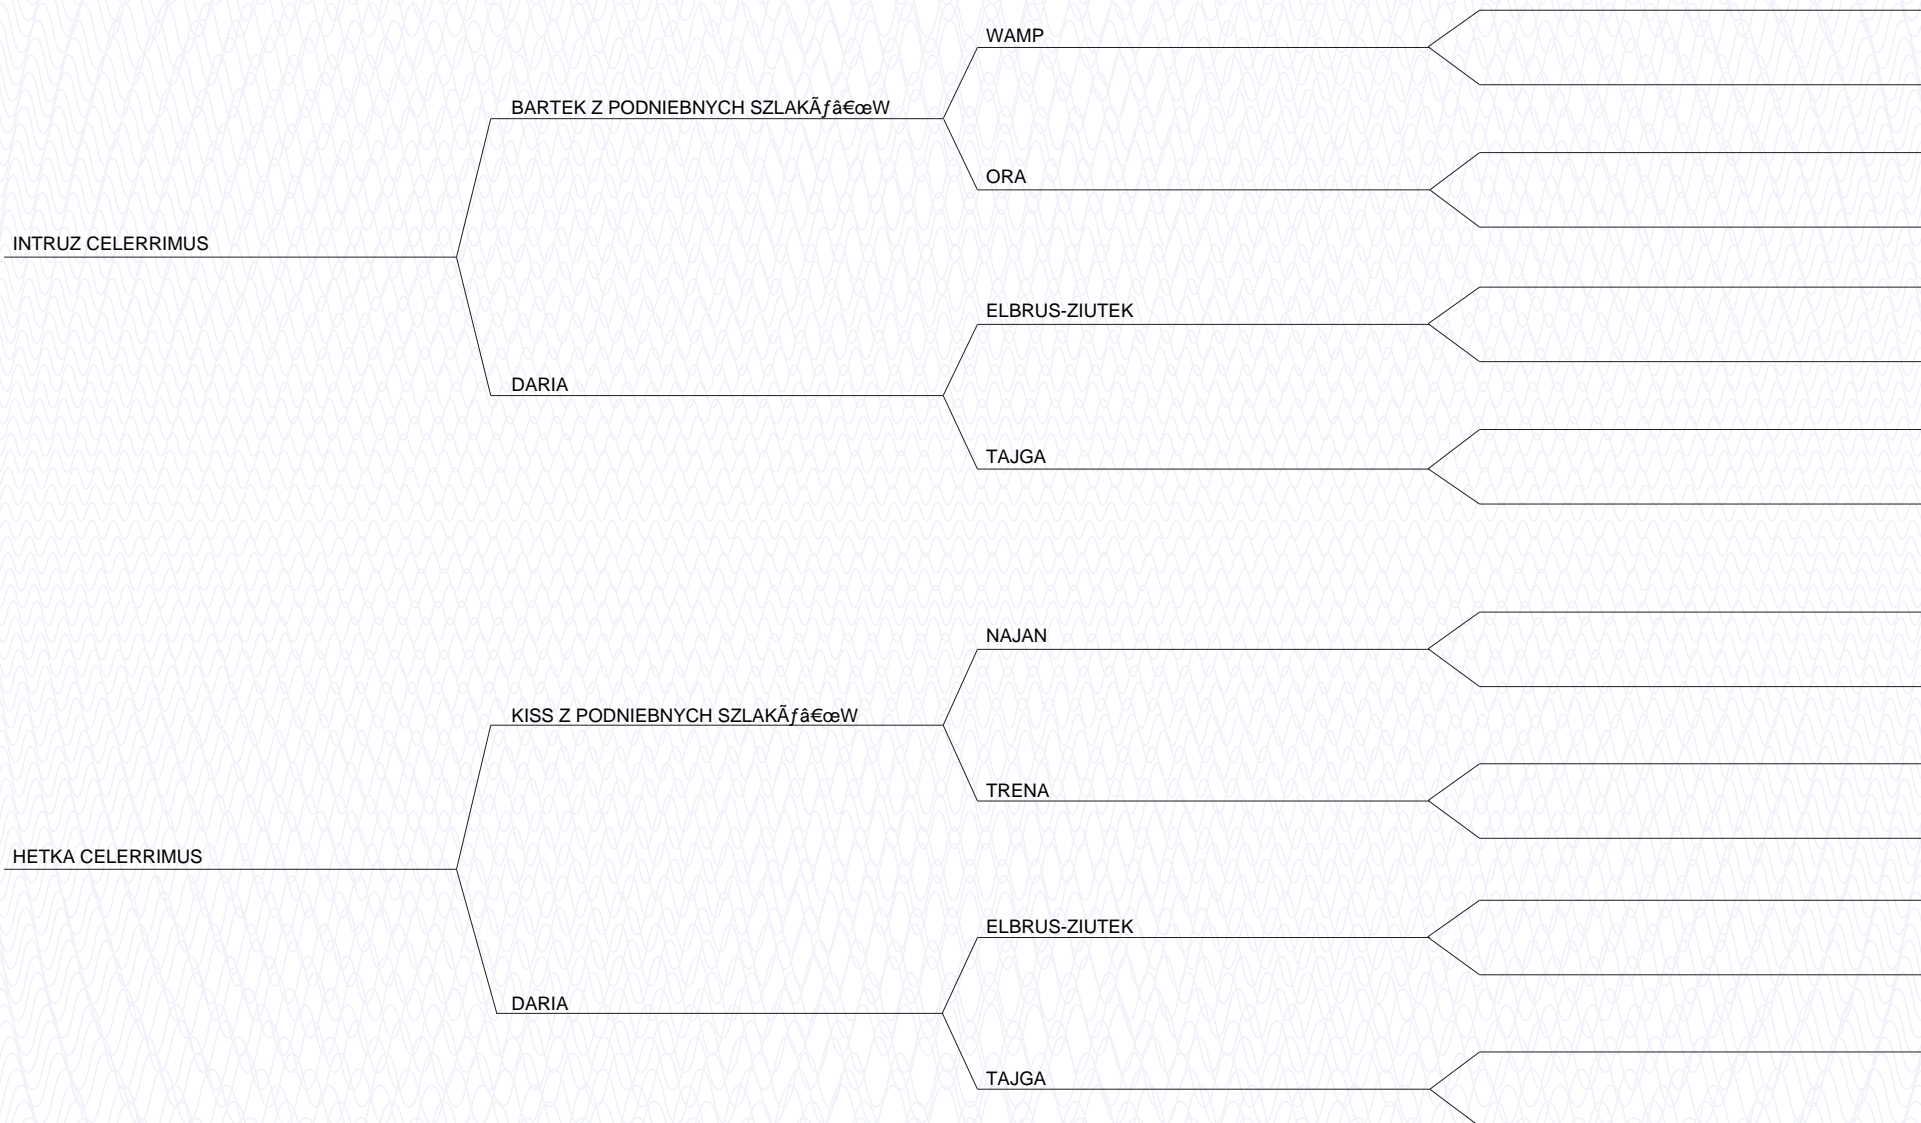 WAMP
BARTEK Z PODNIEBNYCH SZLAKÃƒâ€œW
ORA
INTRUZ CELERRIMUS
ELBRUS-ZIUTEK
DARIA
TAJGA
NAJAN
KISS Z PODNIEBNYCH SZLAKÃƒâ€œW
TRENA
HETKA CELERRIMUS
ELBRUS-ZIUTEK
DARIA
TAJGA